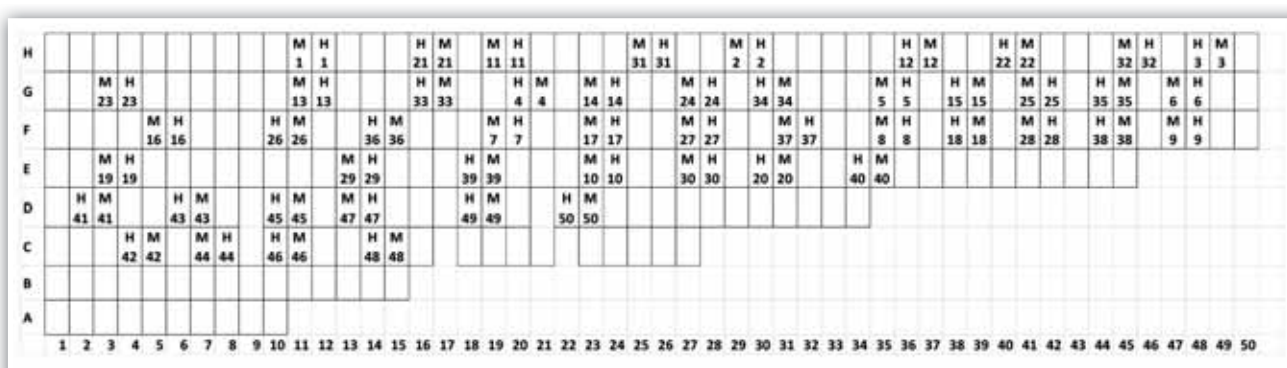 M H H M M H M H M H H M H M M H H M
H
1 1 21 21 11 11 31 31 2 2 12 12 22 22 32 32 3 3
M H M H H M H M M H M H H M M H H M M H H M M H
G
23 23 13 13 33 33 4 4 14 14 24 24 34 34 5 5 15 15 25 25 35 35 6 6
M H H M H M M H M H M H M H M H H M M H H M M H
F
16 16 26 26 36 36 7 7 17 17 27 27 37 37 8 8 18 18 28 28 38 38 9 9
M H M H H M M H M H H M H M
E
19 19 29 29 39 39 10 10 30 30 20 20 40 40
H M H M H M M H H M H M
D
41 41 43 43 45 45 47 47 49 49 50 50
H M M H H M H M
C
42 42 44 44 46 46 48 48
B
A
1 2 3 4 5 6 7 8 9 10 11 12 13 14 15 16 17 18 19 20 21 22 23 24 25 26 27 28 29 30 31 32 33 34 35 36 37 38 39 40 41 42 43 44 45 46 47 48 49 50